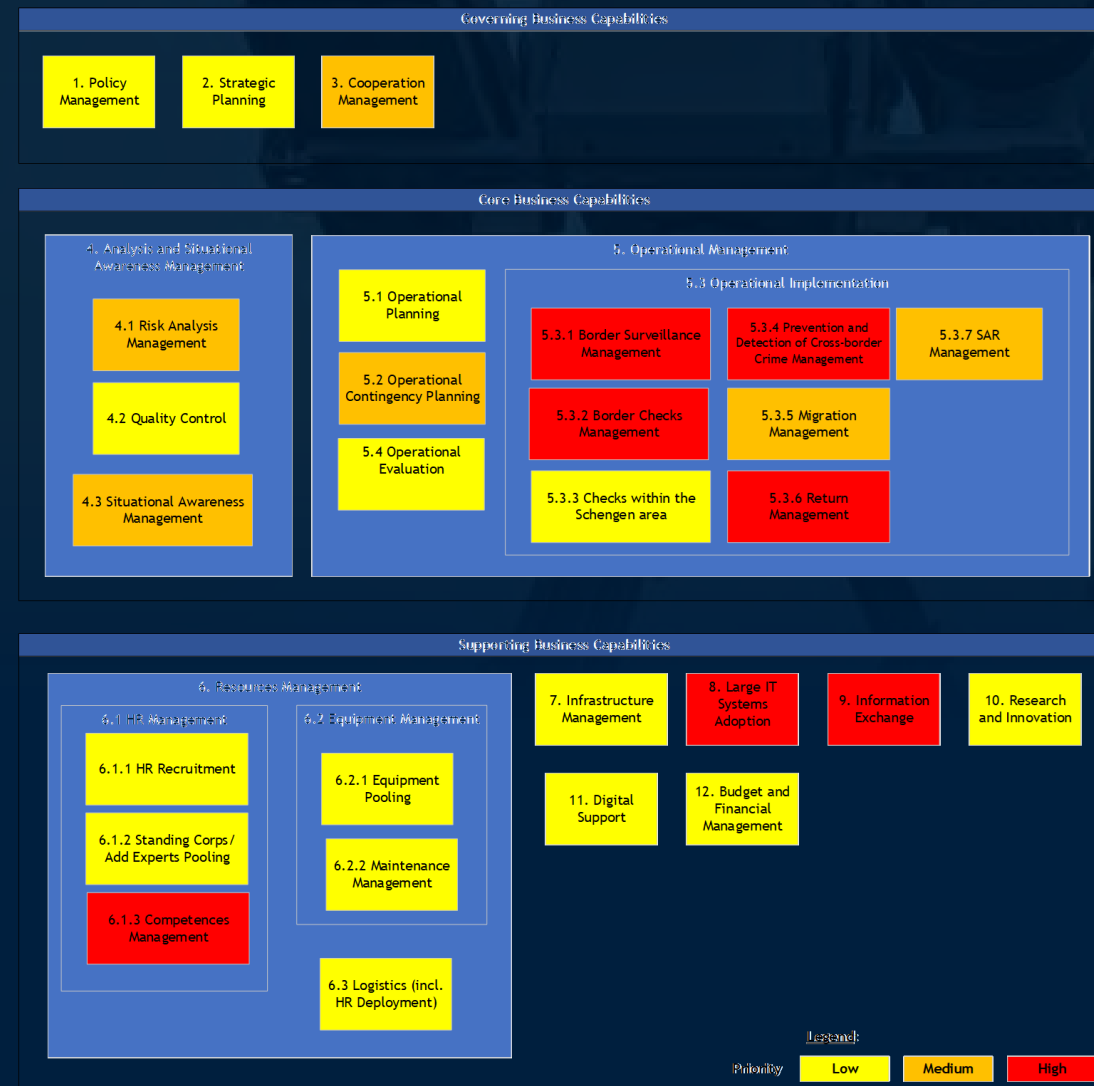 Governing Business Capabilities
1. Policy
Management
2. Strategic
Planning
3. Cooperation
Management
Core Business Capabilities
4. Analysis and Situational
Awareness Management
4.1 Risk Analysis
Management
4.2 Quality Control
4.3 Situational Awareness
Management
5. Operational Management
5.1 Operational
Planning
5.2 Operational
Contingency Planning
5.4 Operational
Evaluation
5.3 Operational Implementation
5.3.1 Border Surveillance
Management
5.3.2 Border Checks
Management
5.3.3 Checks within the
Schengen area
5.3.4 Prevention and
Detection of Cross-border
Crime Management
5.3.5 Migration
Management
5.3.6 Return
Management
5.3.7 SAR
Management
Supporting Business Capabilities
6. Resources Management
6.1 HR Management
6.1.1 HR Recruitment
6.1.2 Standing Corps/
Add Experts Pooling
6.1.3 Competences
Management
6.2 Equipment Management
6.2.1 Equipment
Pooling
6.2.2 Maintenance
Management
6.3 Logistics (incl.
HR Deployment)
7. Infrastructure
Management
8. Large IT
Systems
Adoption
9. Information
Exchange
10. Research
and Innovation
11. Digital
Support
12. Budget and
Financial
Management
Legend:
Priority
Low
Medium
High